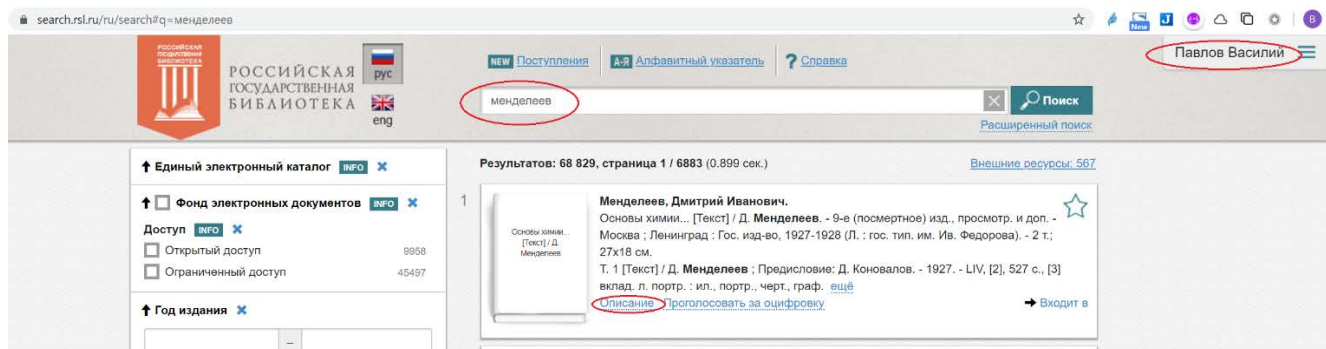 search.rsl.ru/ru/search#q=менделеев
New
J
B
РОССИЙСКАЯ
ГОСУДАРСТВЕННАЯ
БИБЛИОТЕКА
РОССИЙСКАЯ
ГОСУДАРСТВЕННАЯ
БИБЛИОТЕКА
рус
eng
NEW Поступления
А-Я Алфавитный указатель
? Справка
Павлов Василий
менделеев
Поиск
Расширенный поиск
Единый электронный каталог INFO
Фонд электронных документов INFO
Доступ INFO
Открытый доступ 9958
Ограниченный доступ 45497
Год издания
–
Результатов: 68 829, страница 1 / 6883 (0.899 сек.)
Внешние ресурсы: 567
1
Основы химии...
[Текст] / Д.
Менделеев
Менделеев, Дмитрий Иванович.
Основы химии... [Текст] / Д. Менделеев. - 9-е (посмертное) изд., просмотр. и доп. -
Москва ; Ленинград : Гос. изд-во, 1927-1928 (Л. : гос. тип. им. Ив. Федорова). - 2 т.;
27х18 см.
Т. 1 [Текст] / Д. Менделеев ; Предисловие: Д. Коновалов. - 1927. - LIV, [2], 527 с., [3]
вклад. л. портр. : ил., портр., черт., граф. ещё
Описание Проголосовать за оцифровку
Входит в